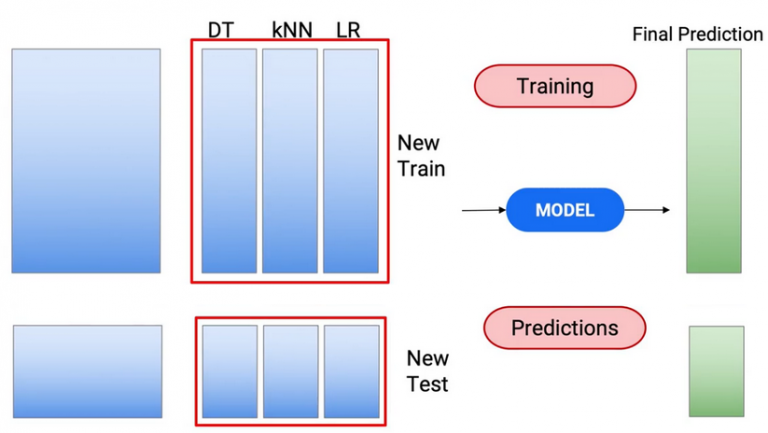 DT kNN LR
Final Prediction
Training
New
Train
MODEL
Predictions
New
Test